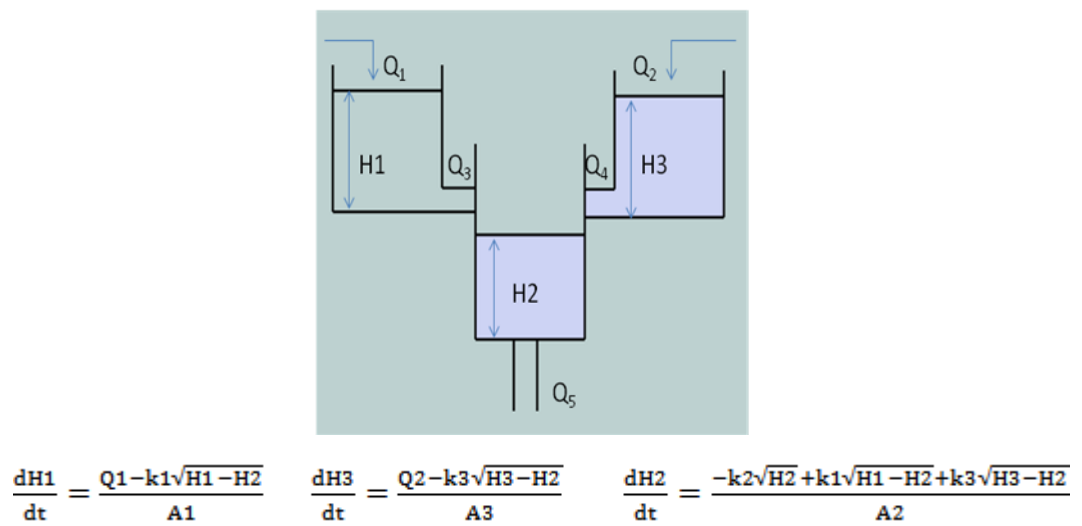 Q₁ Q₂
H1 Q₃ Q₄ H3
H2
Q₅
dH1/dt = Q1−k1√H1−H2/A1 dH3/dt = Q2−k3√H3−H2/A3 dH2/dt = −k2√H2+k1√H1−H2+k3√H3−H2/A2